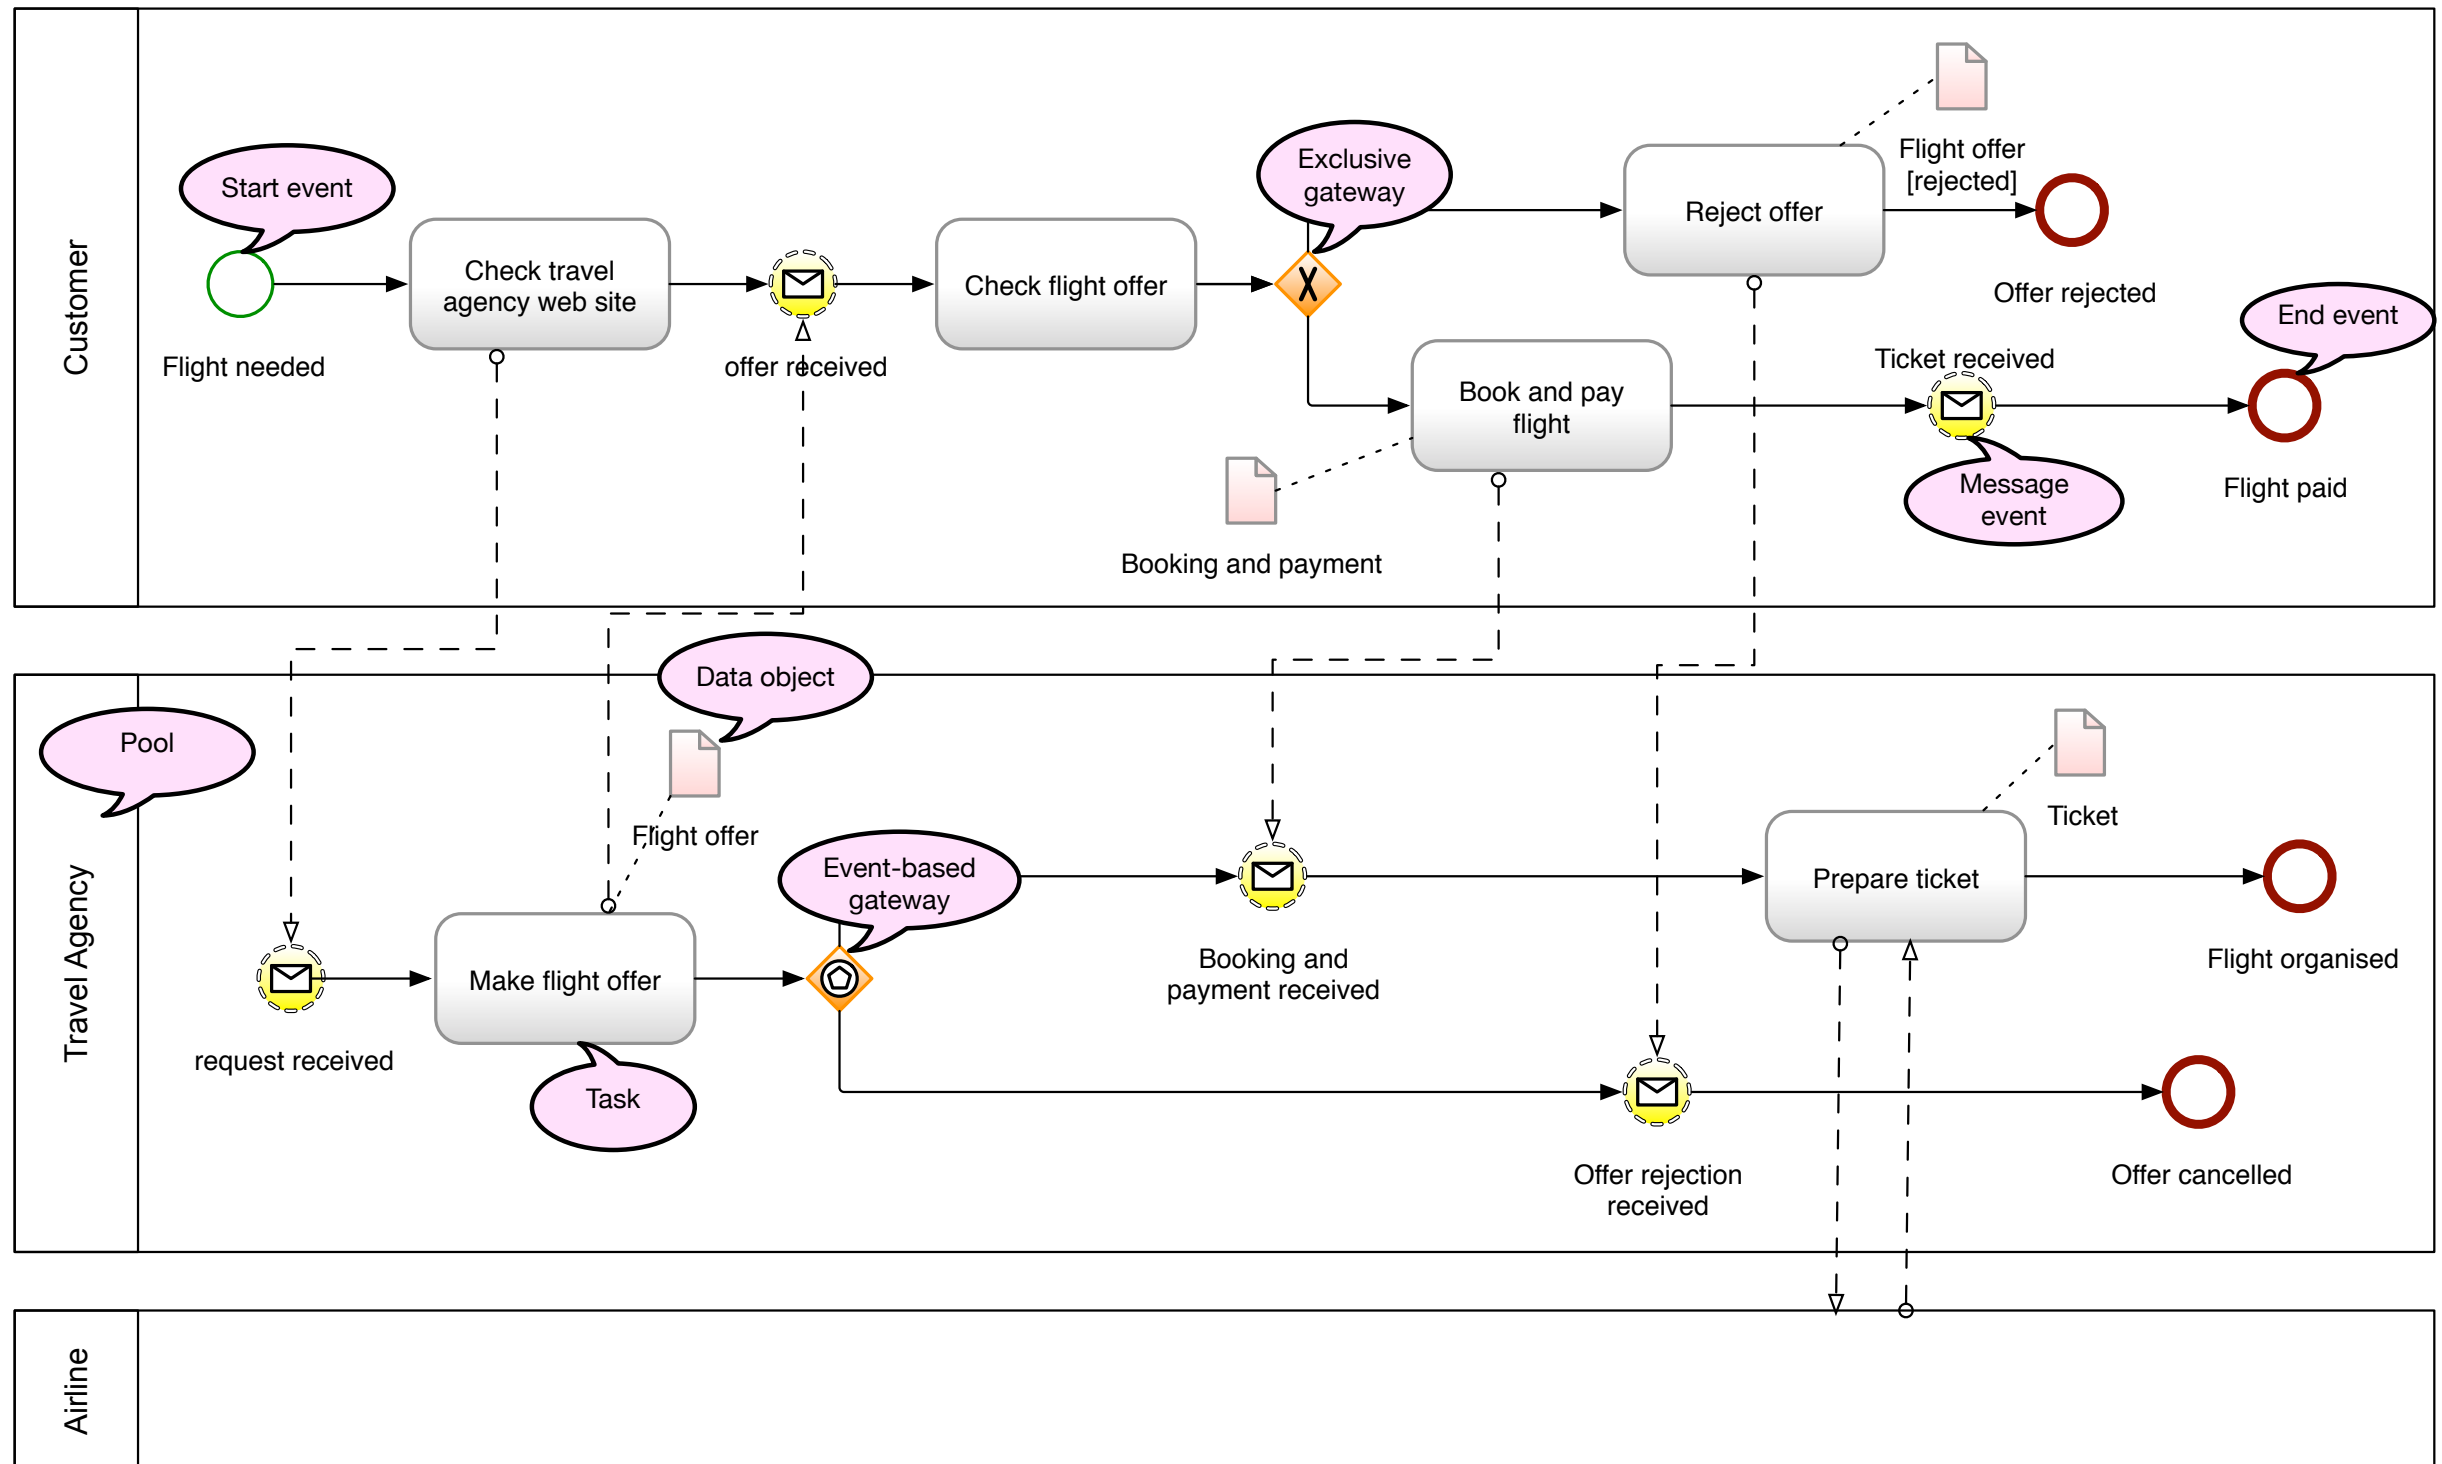 Customer
Start event
Flight needed
Check travel
agency web site
offer received
Check flight offer
Exclusive
gateway
Reject offer
Flight offer
[rejected]
Offer rejected
Book and pay
flight
Booking and payment
Ticket received
Message
event
End event
Flight paid
Travel Agency
Pool
request received
Make flight offer
Task
Data object
Flight offer
Event-based
gateway
Booking and
payment received
Offer rejection
received
Prepare ticket
Ticket
Flight organised
Offer cancelled
Airline